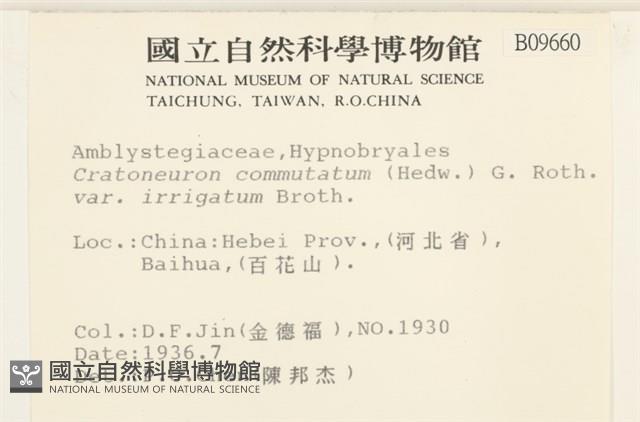 國立自然科學博物館
B09660
NATIONAL MUSEUM OF NATURAL SCIENCE
TAICHUNG, TAIWAN, R.O.CHINA
Amblystegiaceae,Hypnobryales
Cratoneuron commutatum (Hedw.) G. Roth.
var. irrigatum Broth.
Loc.:China:Hebei Prov.,(河北省),
Baihua,(百花山).
Col.:D.F.Jin(金德福),NO.1930
Date:1936.7
陳邦杰)
國立自然科學博物館
NATIONAL MUSEUM OF NATURAL SCIENCE